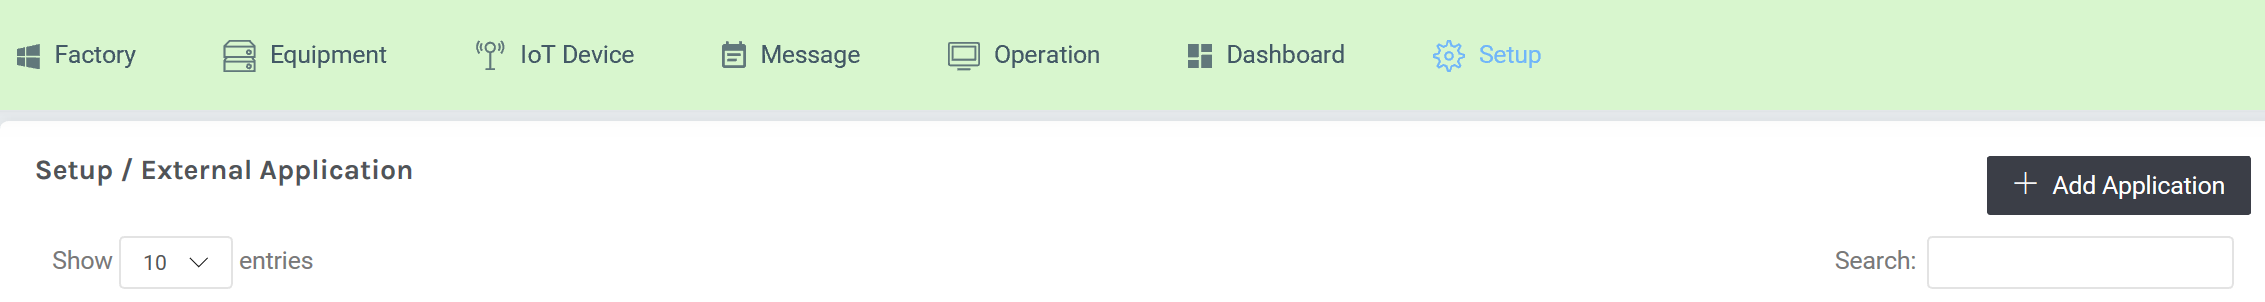 Factory Equipment IoT Device Message Operation Dashboard Setup
Setup / External Application
Add Application
Show 10 entries
Search: